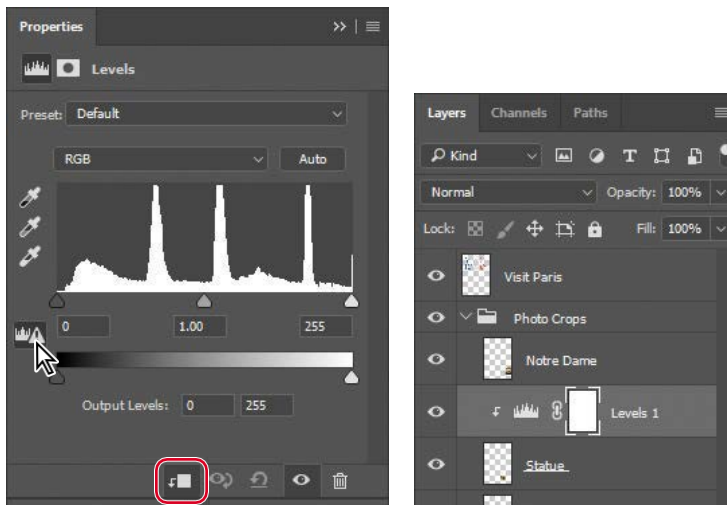 Properties
Levels
Preset: Default
RGB Auto
0 1.00 255
Output Levels: 0 255
Layers Channels Paths
Kind
Normal Opacity: 100%
Lock: Fill: 100%
Visit Paris
Photo Crops
Notre Dame
Levels 1
Statue